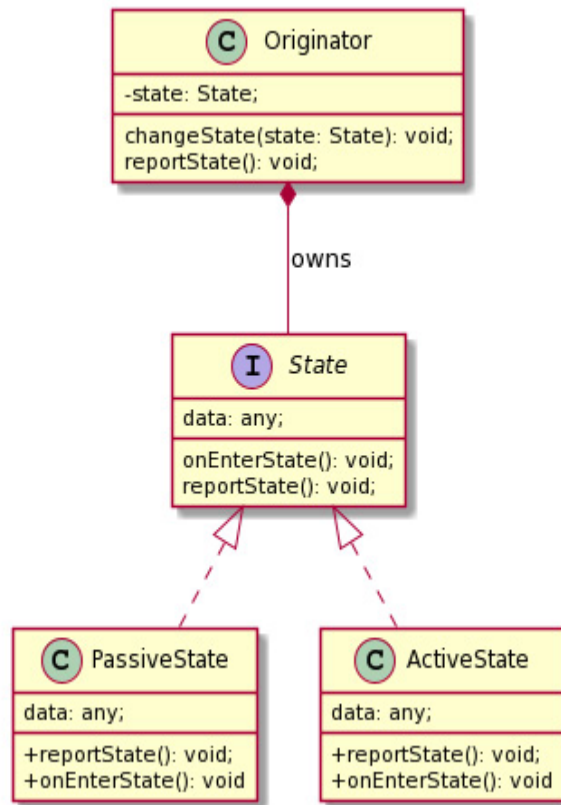 C Originator
-state: State;
changeState(state: State): void;
reportState(): void;
owns
I State
data: any;
onEnterState(): void;
reportState(): void;
C PassiveState
data: any;
+reportState(): void;
+onEnterState(): void
C ActiveState
data: any;
+reportState(): void;
+onEnterState(): void